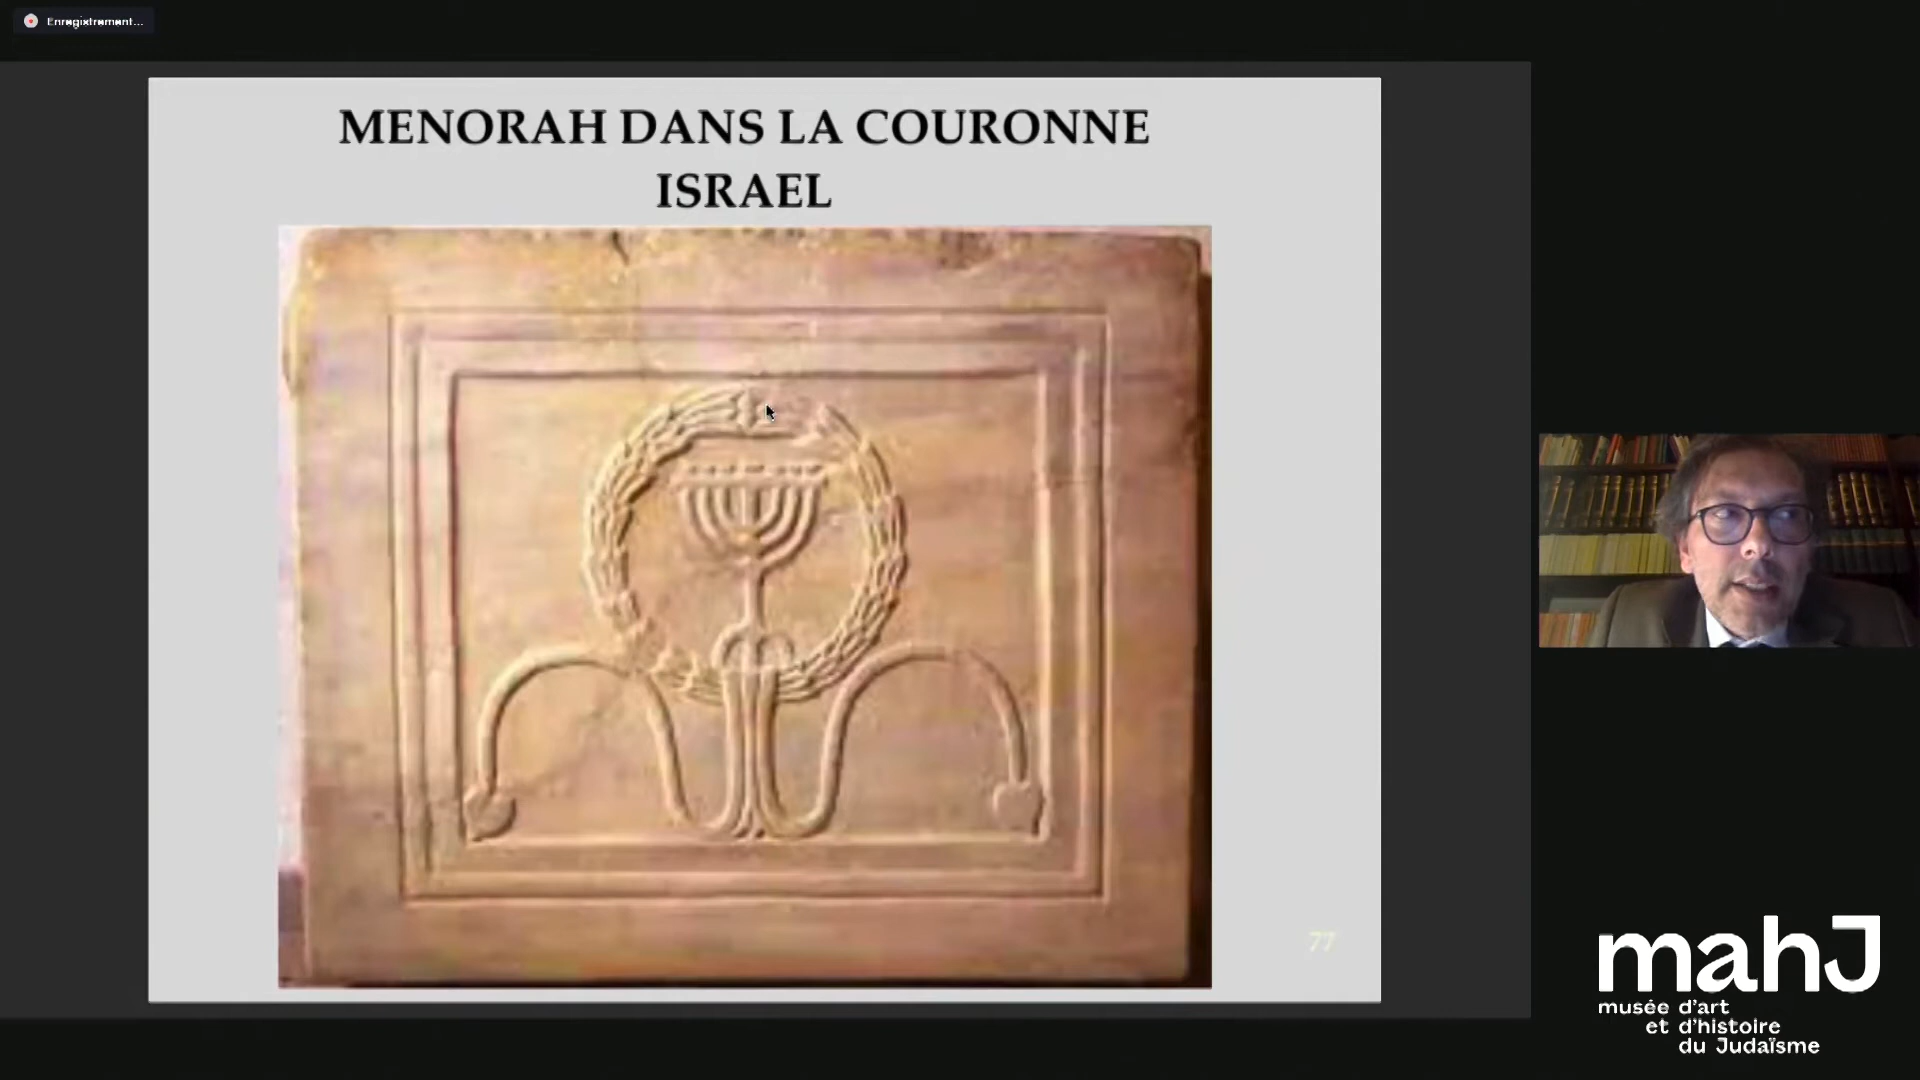 Enregistrement...
MENORAH DANS LA COURONNE
ISRAEL
77
mahJ
musée d'art
et d'histoire
du Judaïsme